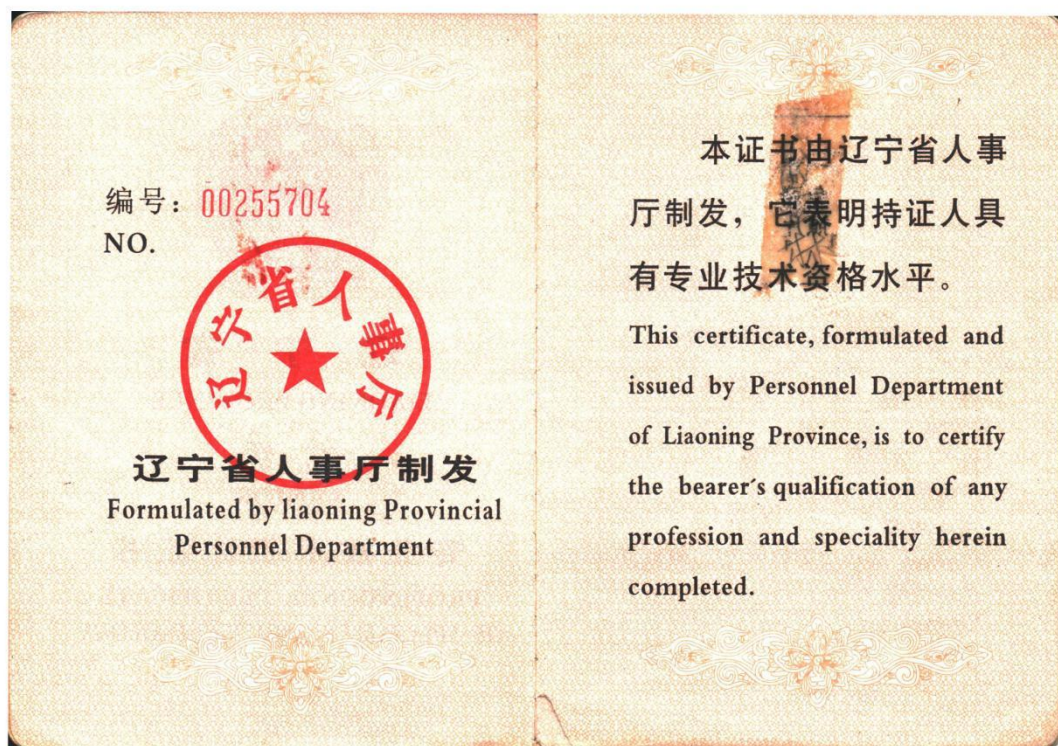 编号：00255704
NO.
辽宁省人事厅
辽宁省人事厅制发
Formulated by liaoning Provincial
Personnel Department
本证书由辽宁省人事
厅制发，它表明持证人具
有专业技术资格水平。
This certificate, formulated and
issued by Personnel Department
of Liaoning Province, is to certify
the bearer's qualification of any
profession and speciality herein
completed.